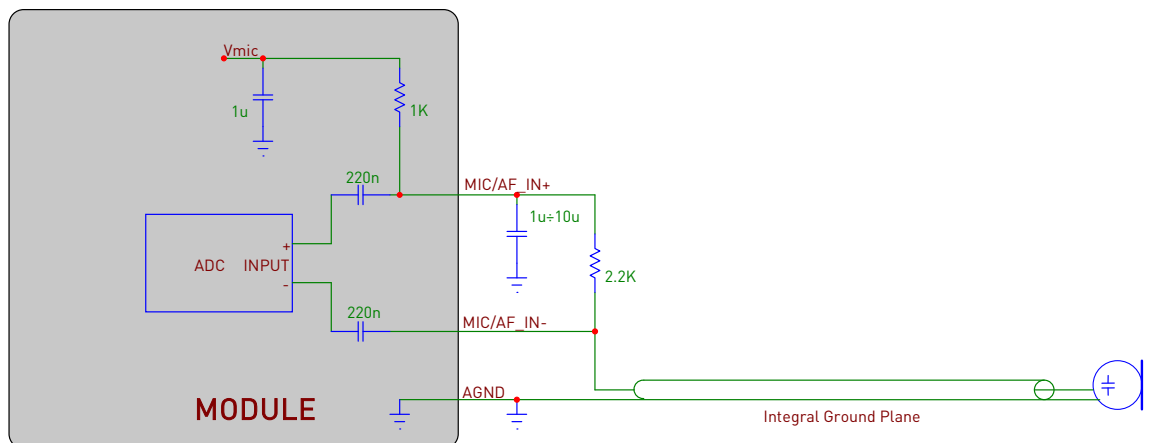 Vmic
1u
1K
220n
MIC/AF_IN+
1u÷10u
+
ADC INPUT
-
2.2K
220n
MIC/AF_IN-
AGND
MODULE
Integral Ground Plane